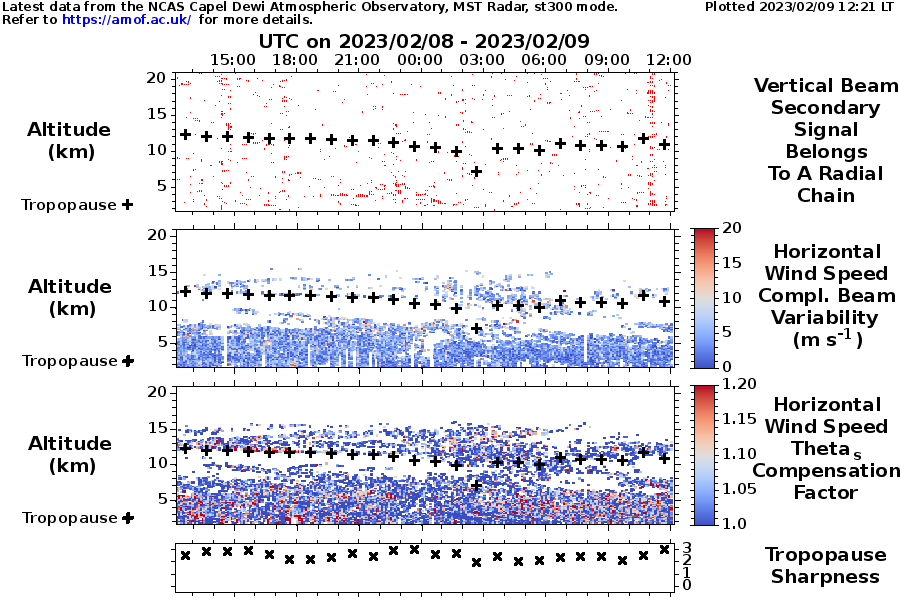 Latest data from the NCAS Capel Dewi Atmospheric Observatory, MST Radar, st300 mode.
Plotted 2023/02/09 12:21 LT
Refer to https://amof.ac.uk/ for more details.
UTC on 2023/02/08 - 2023/02/09
15:00 18:00 21:00 00:00 03:00 06:00 09:00 12:00
20
15
10
5
Altitude
(km)
Tropopause +
Vertical Beam
Secondary
Signal
Belongs
To A Radial
Chain
20
15
10
5
Altitude
(km)
Tropopause +
20
15
10
5
0
Horizontal
Wind Speed
Compl. Beam
Variability
(m s-1)
20
15
10
5
Altitude
(km)
Tropopause +
1.20
1.15
1.10
1.05
1.0
Horizontal
Wind Speed
Theta s
Compensation
Factor
3
2
1
0
Tropopause
Sharpness